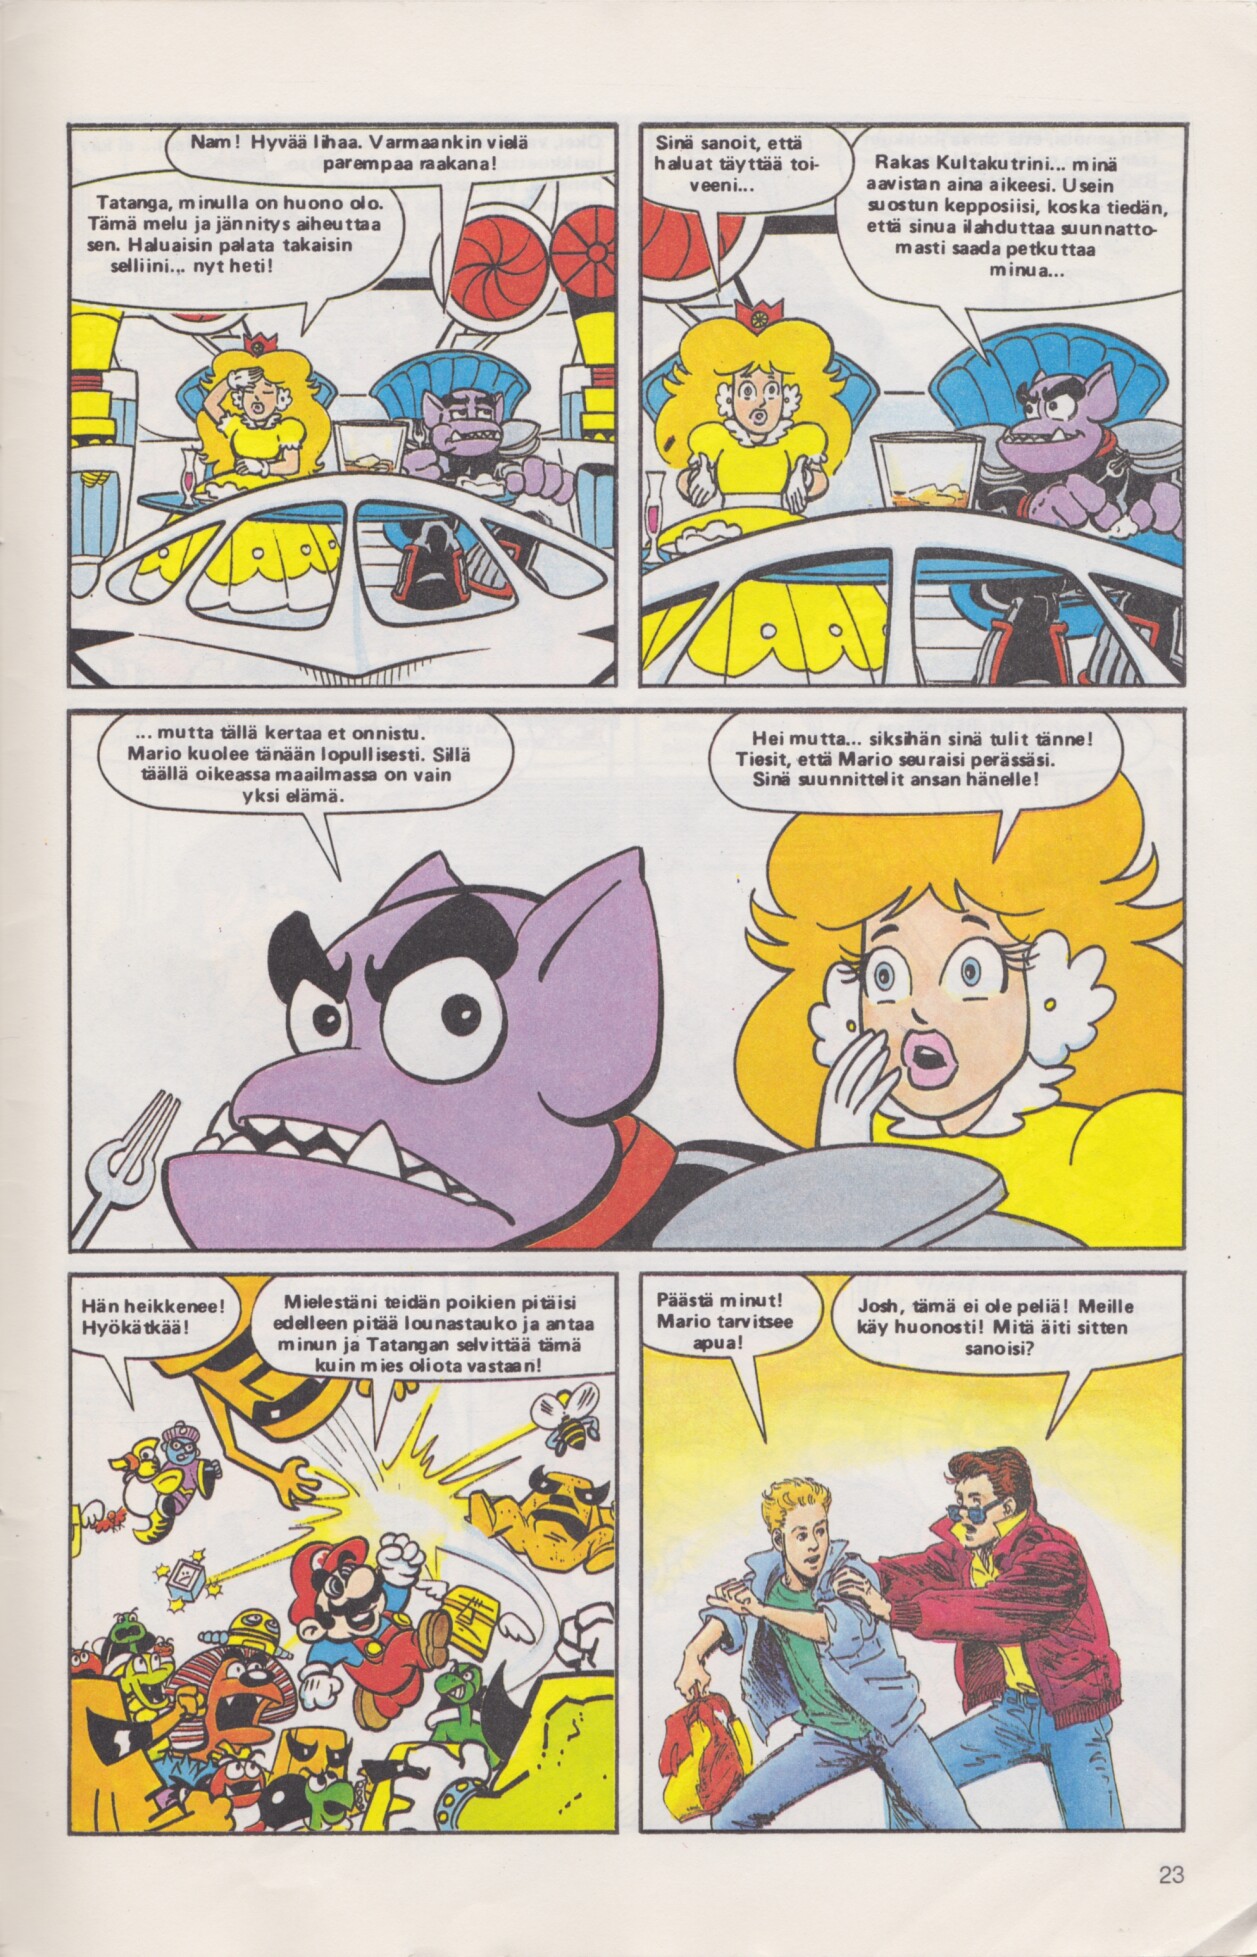 Nam! Hyvää lihaa. Varmaankin vielä
parempaa raakana!
Tatanga, minulla on huono olo.
Tämä melu ja jännitys aiheuttaa
sen. Haluaisin palata takaisin
selliini... nyt heti!
Sinä sanoit, että
haluat täyttää toi-
veeni...
Rakas Kultakutrini... minä
aavistan aina aikeesi. Usein
suostun kepposiisi, koska tiedän,
että sinua ilahduttaa suunnatto-
masti saada petkuttaa
minua...
... mutta tällä kertaa et onnistu.
Mario kuolee tänään lopullisesti. Sillä
täällä oikeassa maailmassa on vain
yksi elämä.
Hei mutta... siksihän sinä tulit tänne!
Tiesit, että Mario seuraisi perässäsi.
Sinä suunnittelit ansan hänelle!
Hän heikkenee!
Hyökätkää!
Mielestäni teidän poikien pitäisi
edelleen pitää lounastauko ja antaa
minun ja Tatangan selvittää tämä
kuin mies oliota vastaan!
Päästä minut!
Mario tarvitsee
apua!
Josh, tämä ei ole peliä! Meille
käy huonosti! Mitä äiti sitten
sanoisi?
23